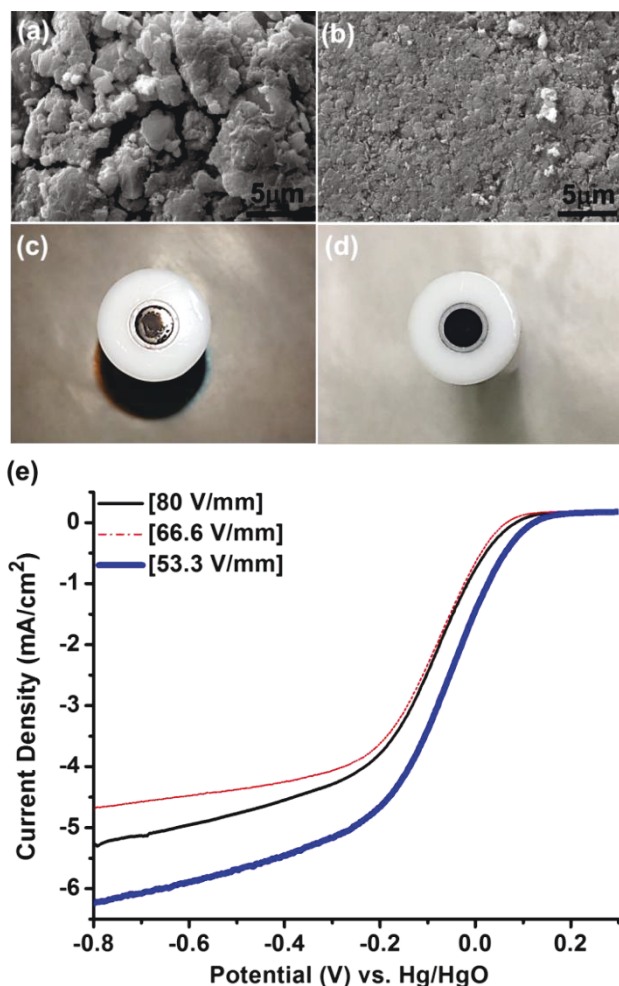 (a)
(b)
5μm
5μm
(c)
(d)
(e)
[80 V/mm]
[66.6 V/mm]
[53.3 V/mm]
0
-1
-2
-3
-4
-5
-6
Current Density (mA/cm²)
-0.8
-0.6
-0.4
-0.2
0.0
0.2
Potential (V) vs. Hg/HgO